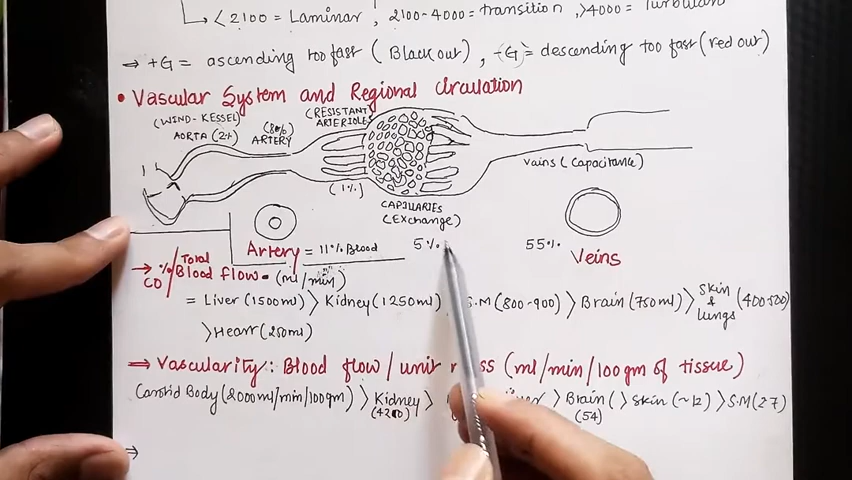 < 2100 = Laminar, 2100-4000 = transition, >4000 = Turbulant
⇒ +G = ascending too fast ( Black out), -G = descending too fast (red out)
• Vascular System and Regional circulation
(WIND-KESSEL)
AORTA (2%)
(8%)
ARTERY
(RESISTANT
ARTERIOLES
(1%)
CAPILLARIES
(Exchange)
Vains (Capacitance)
Artery = 11% Blood
5%
55%
Veins
→ CO %/ Total Blood flow - (ml/min)
= Liver (1500ml) > Kidney (1250ml) S.M (800-900) > Brain (750ml) > Skin & lungs (400-500)
> Heart (250ml)
⇒ Vascularity :: Blood flow / unit (ml/min/100gm of tissue)
Carotid Body (2000ml/min/100gm) > Kidney (420) > > Brain (54) > Skin (~12) > S.M (2.7)
⇒